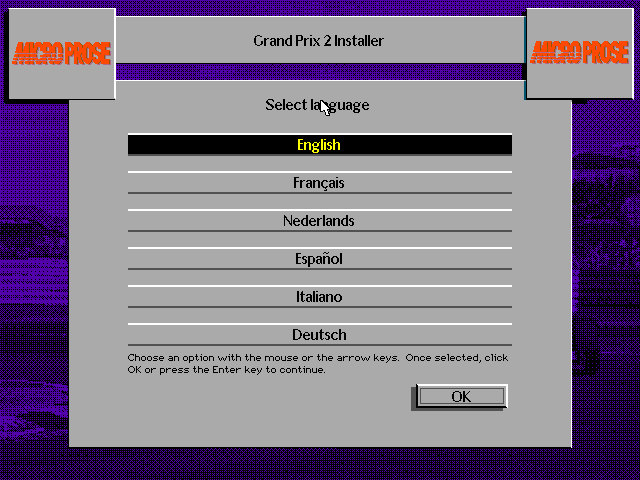 MICRO PROSE
Grand Prix 2 Installer
MICRO PROSE
Select language
English
Français
Nederlands
Español
Italiano
Deutsch
Choose an option with the mouse or the arrow keys. Once selected, click
OK or press the Enter key to continue.
OK